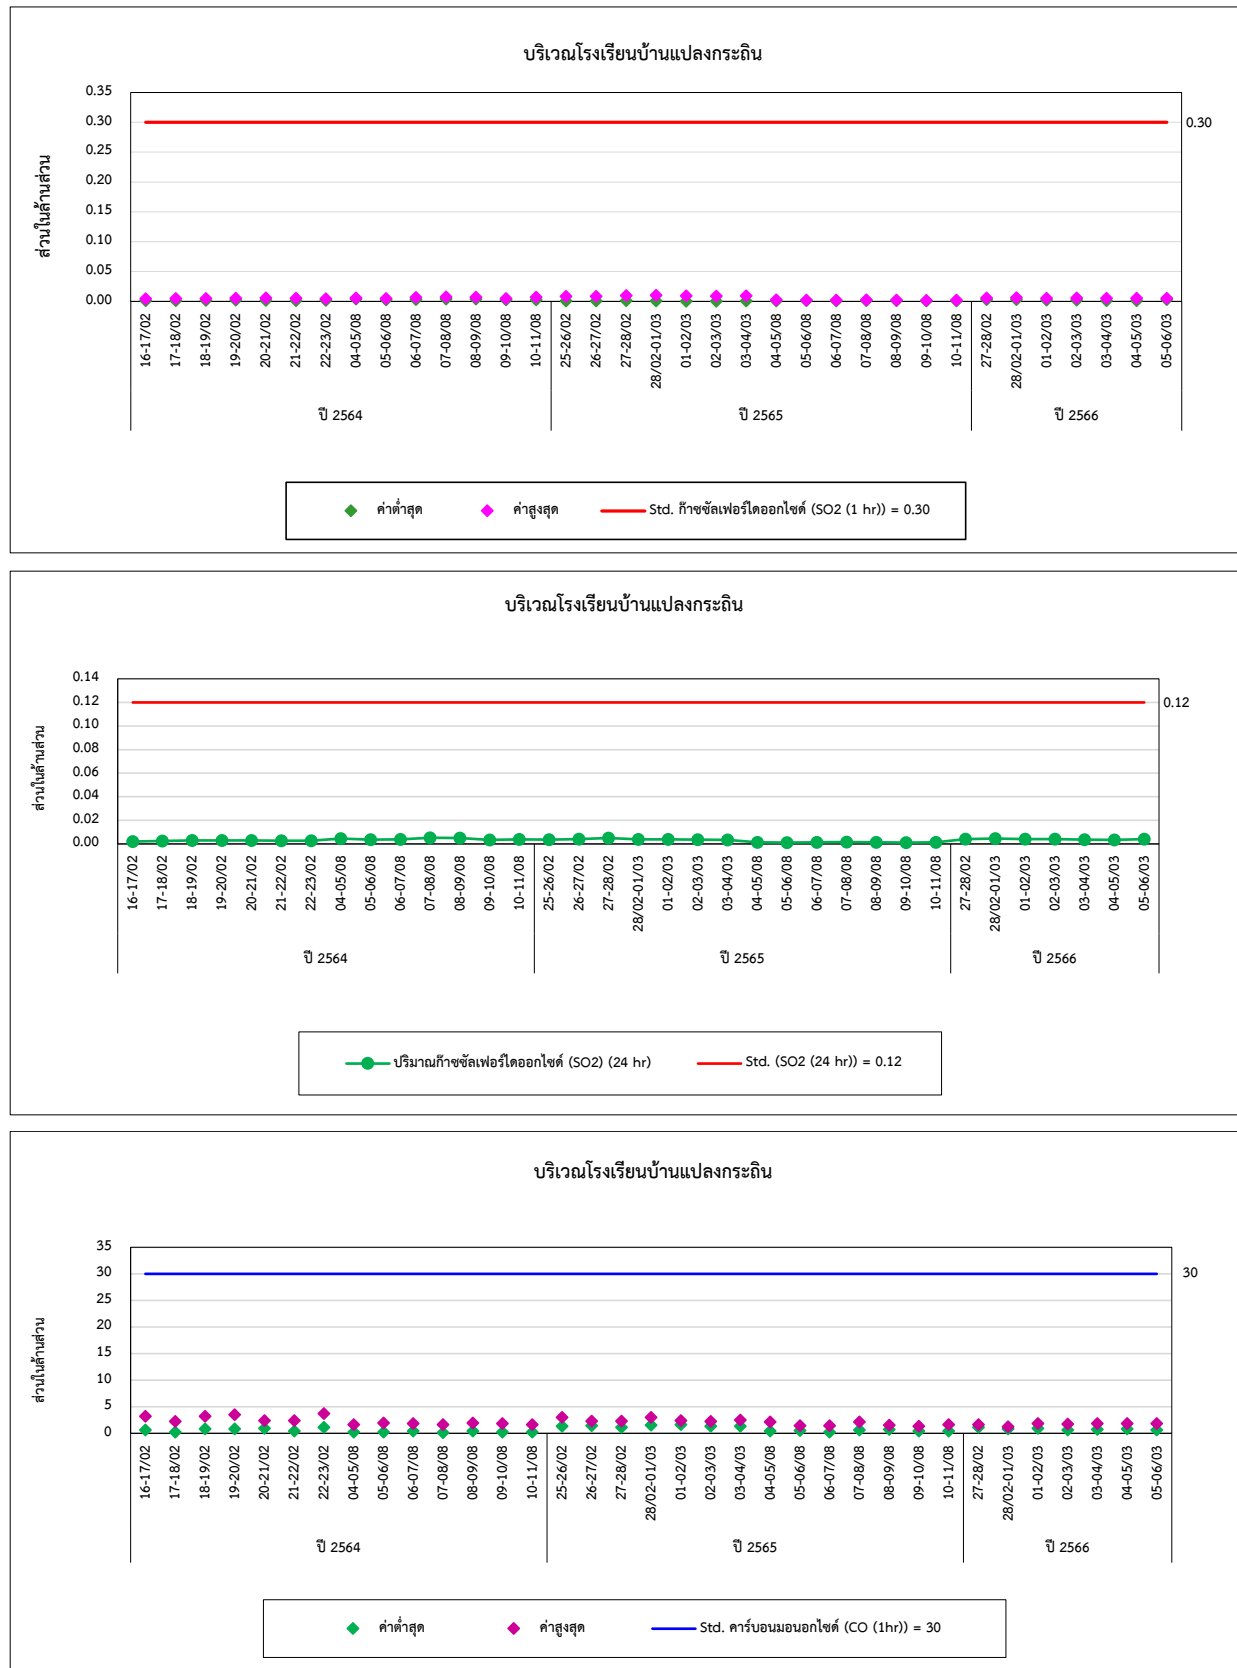 บริเวณโรงเรียนบ้านแปลงกระถิน
ส่วนในล้านส่วน
0.35
0.30
0.25
0.20
0.15
0.10
0.05
0.00
0.30
16-17/02 17-18/02 18-19/02 19-20/02 20-21/02 21-22/02 22-23/02 04-05/08 05-06/08 06-07/08 07-08/08 08-09/08 09-10/08 10-11/08 25-26/02 26-27/02 27-28/02 28/02-01/03 01-02/03 02-03/03 03-04/03 04-05/08 05-06/08 06-07/08 07-08/08 08-09/08 09-10/08 10-11/08 27-28/02 28/02-01/03 01-02/03 02-03/03 03-04/03 04-05/03 05-06/03
ปี 2564 ปี 2565 ปี 2566
ค่าต่ำสุด ค่าสูงสุด Std. ก๊าซซัลเฟอร์ไดออกไซด์ (SO2 (1 hr)) = 0.30
บริเวณโรงเรียนบ้านแปลงกระถิน
ส่วนในล้านส่วน
0.14
0.12
0.10
0.08
0.06
0.04
0.02
0.00
0.12
16-17/02 17-18/02 18-19/02 19-20/02 20-21/02 21-22/02 22-23/02 04-05/08 05-06/08 06-07/08 07-08/08 08-09/08 09-10/08 10-11/08 25-26/02 26-27/02 27-28/02 28/02-01/03 01-02/03 02-03/03 03-04/03 04-05/08 05-06/08 06-07/08 07-08/08 08-09/08 09-10/08 10-11/08 27-28/02 28/02-01/03 01-02/03 02-03/03 03-04/03 04-05/03 05-06/03
ปี 2564 ปี 2565 ปี 2566
ปริมาณก๊าซซัลเฟอร์ไดออกไซด์ (SO2) (24 hr) Std. (SO2 (24 hr)) = 0.12
บริเวณโรงเรียนบ้านแปลงกระถิน
ส่วนในล้านส่วน
35
30
25
20
15
10
5
0
30
16-17/02 17-18/02 18-19/02 19-20/02 20-21/02 21-22/02 22-23/02 04-05/08 05-06/08 06-07/08 07-08/08 08-09/08 09-10/08 10-11/08 25-26/02 26-27/02 27-28/02 28/02-01/03 01-02/03 02-03/03 03-04/03 04-05/08 05-06/08 06-07/08 07-08/08 08-09/08 09-10/08 10-11/08 27-28/02 28/02-01/03 01-02/03 02-03/03 03-04/03 04-05/03 05-06/03
ปี 2564 ปี 2565 ปี 2566
ค่าต่ำสุด ค่าสูงสุด Std. คาร์บอนมอนอกไซด์ (CO (1hr)) = 30